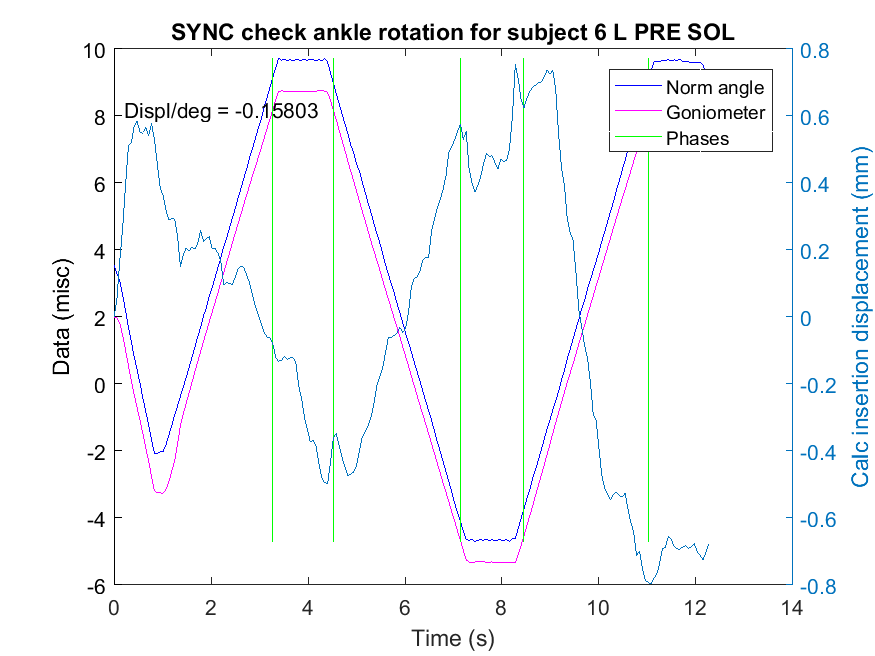 SYNC check ankle rotation for subject 6 L PRE SOL
Displ/deg = -0.15803
Norm angle
Goniometer
Phases
Data (misc)
10
8
6
4
2
0
-2
-4
-6
Calc insertion displacement (mm)
0.8
0.6
0.4
0.2
0
-0.2
-0.4
-0.6
-0.8
0 2 4 6 8 10 12 14
Time (s)